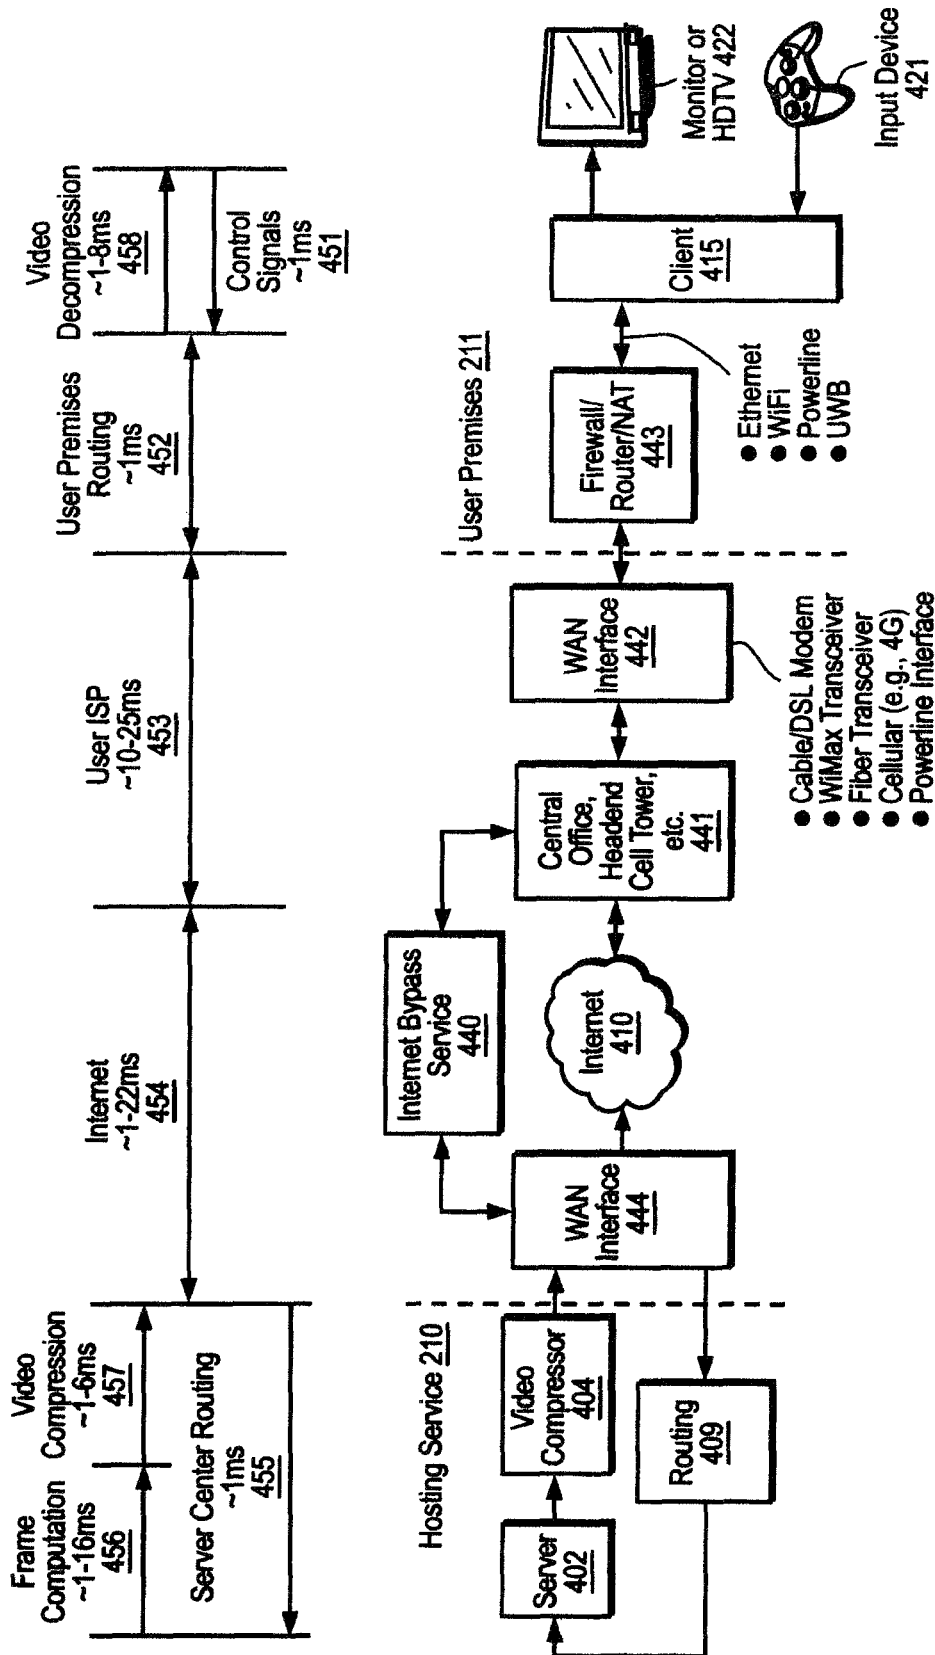 Frame
Computation
~1-16ms
456
Video
Compression
~1-6ms
457
Server Center Routing
~1ms
455
Internet
~1-22ms
454
User ISP
~10-25ms
453
User Premises
Routing
~1ms
452
Video
Decompression
~1-8ms
458
Control
Signals
~1ms
451
Hosting Service 210
Server
402
Video
Compressor
404
Routing
409
WAN
Interface
444
Internet Bypass
Service
440
Internet
410
Central
Office,
Headend
Cell Tower,
etc.
441
WAN
Interface
442
● Cable/DSL Modem
● WiMax Transceiver
● Fiber Transceiver
● Cellular (e.g., 4G)
● Powerline Interface
User Premises 211
Firewall/
Router/NAT
443
● Ethernet
● WiFi
● Powerline
● UWB
Client
415
Monitor or
HDTV 422
Input Device
421